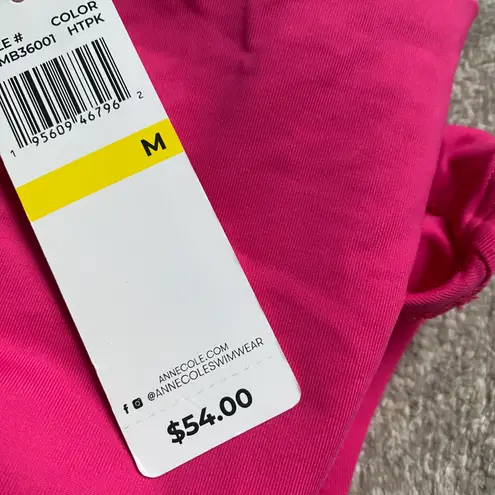 COLOR
HTPK
LE #
MB36001
1 95609 46796 2
M
ANNECOLE.COM
@ANNECOLESWIMWEAR
$54.00